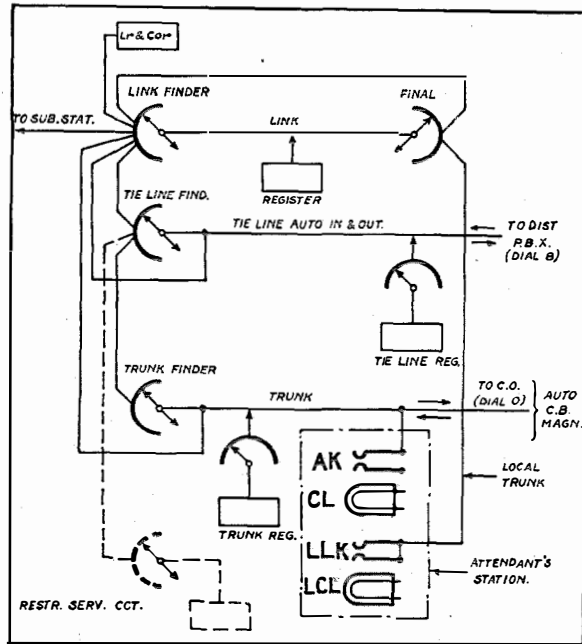 Lr & Cor
LINK FINDER
FINAL
TO SUB. STAT.
LINK
REGISTER
TIE LINE FIND.
TIE LINE AUTO IN & OUT.
TO DIST
P.B.X.
(DIAL 8)
TIE LINE REG.
TRUNK FINDER
TRUNK
TO C.O.
(DIAL 0)
AUTO
C.B.
MAGN.
AK
CL
LLK
LCL
TRUNK REG.
LOCAL
TRUNK
ATTENDANT'S
STATION.
RESTR. SERV. CCT.